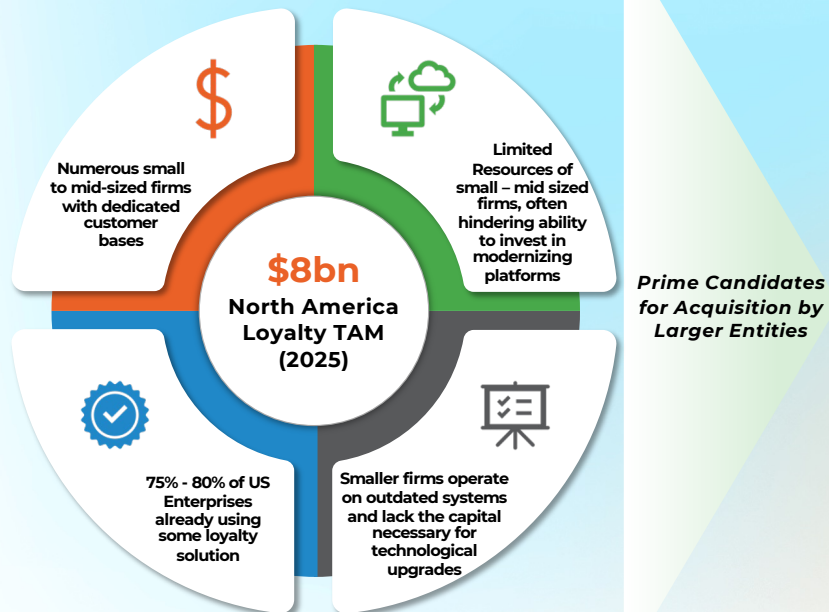 $
Numerous small
to mid-sized firms
with dedicated
customer
bases
Limited
Resources of
small – mid sized
firms, often
hindering ability
to invest in
modernizing
platforms
$8bn
North America
Loyalty TAM
(2025)
Prime Candidates
for Acquisition by
Larger Entities
75% - 80% of US
Enterprises
already using
some loyalty
solution
Smaller firms operate
on outdated systems
and lack the capital
necessary for
technological
upgrades